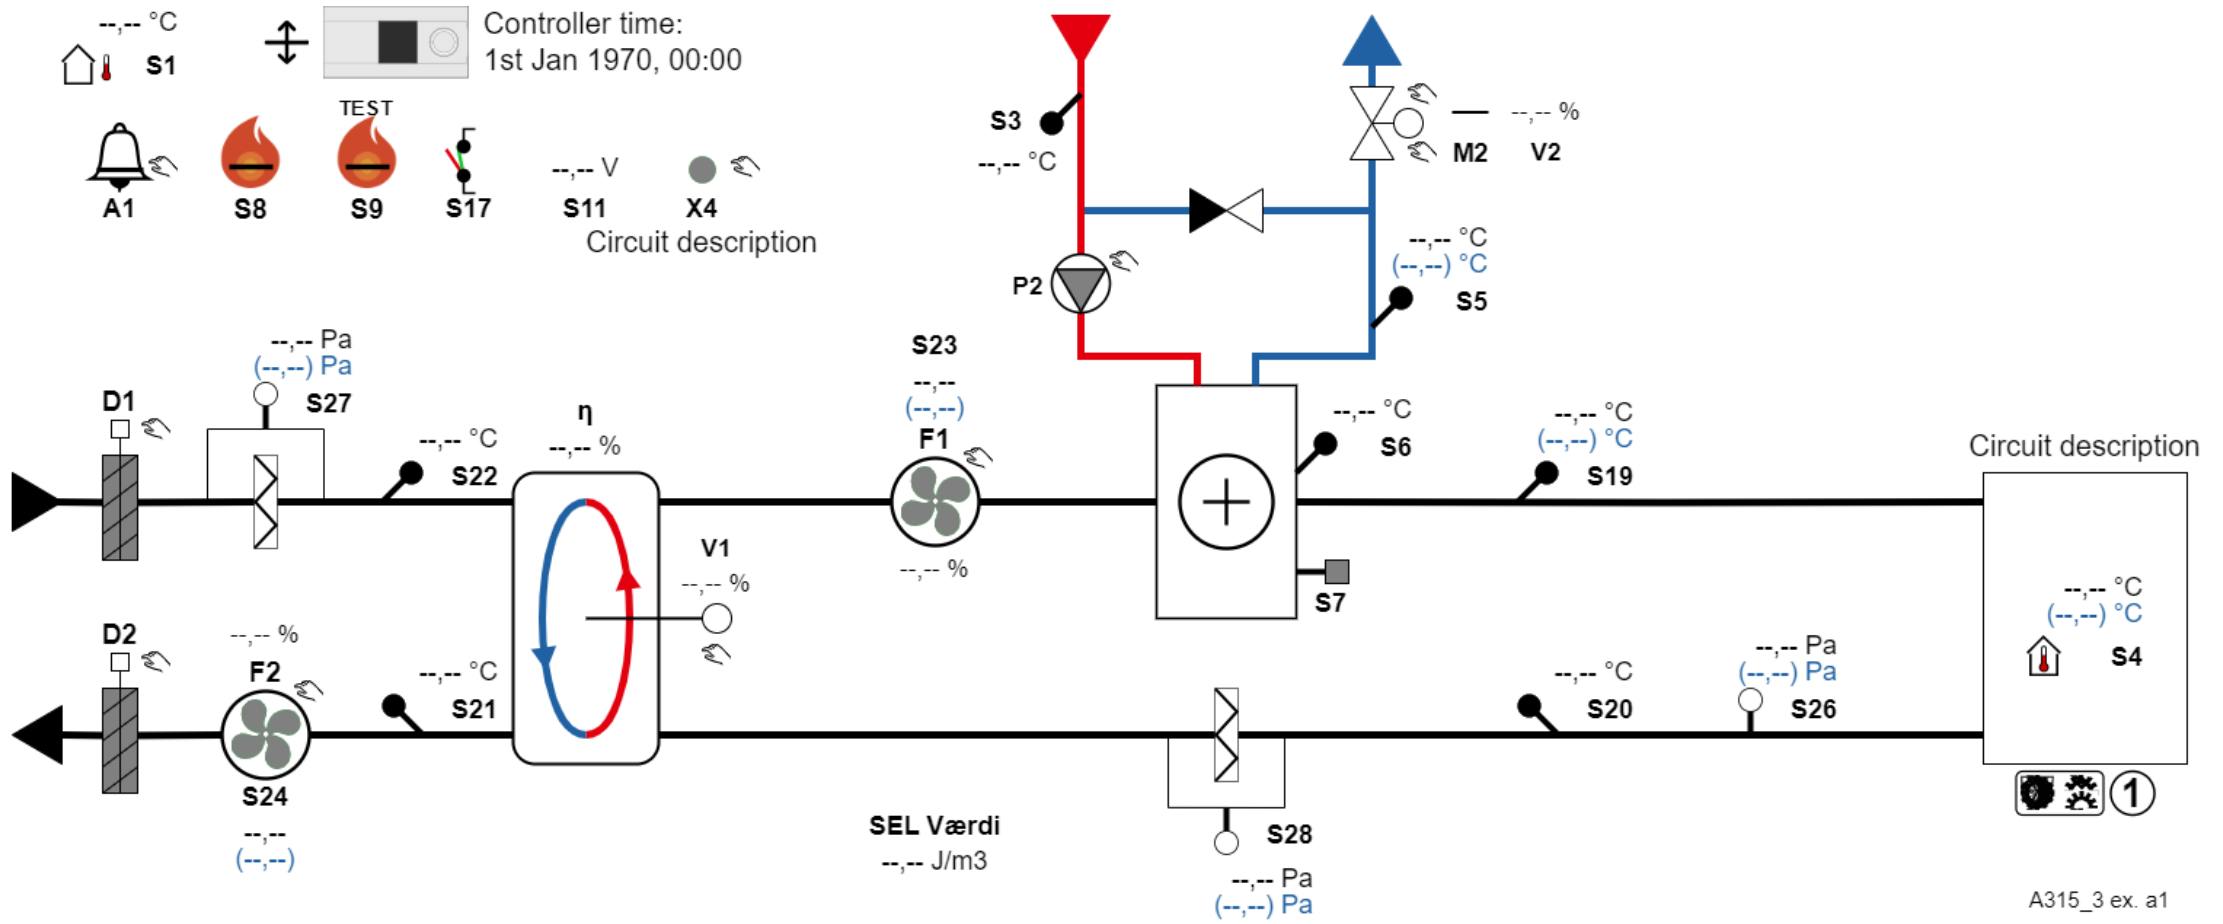 --,-- °C
S1
Controller time:
1st Jan 1970, 00:00
TEST
A1
S8
S9
S17
--,-- V
S11
X4
Circuit description
S3
--,-- °C
— --,-- %
M2
V2
--,-- °C
(--,--) °C
S5
P2
--,-- Pa
(--,--) Pa
S27
D1
--,-- °C
S22
η
--,-- %
S23
--,--
(--,--)
F1
--,-- %
--,-- °C
S6
--,-- °C
(--,--) °C
S19
Circuit description
V1
--,-- %
S7
--,-- °C
(--,--) °C
S4
D2
--,-- %
F2
S24
--,--
(--,--)
--,-- °C
S21
--,-- °C
S20
--,-- Pa
(--,--) Pa
S26
1
SEL Værdi
--,-- J/m3
S28
--,-- Pa
(--,--) Pa
A315_3 ex. a1